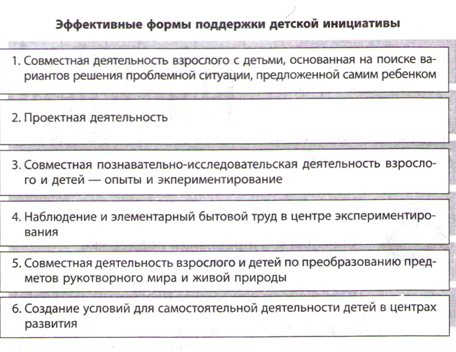 Эффективные формы поддержки детской инициативы
1. Совместная деятельность взрослого с детьми, основанная на поиске ва-
риантов решения проблемной ситуации, предложенной самим ребенком
2. Проектная деятельность
3. Совместная познавательно-исследовательская деятельность взросло-
го и детей — опыты и экпериментирование
4. Наблюдение и элементарный бытовой труд в центре экспериментиро-
вания
5. Совместная деятельность взрослого и детей по преобразованию пред-
метов рукотворного мира и живой природы
6. Создание условий для самостоятельной деятельности детей в центрах
развития